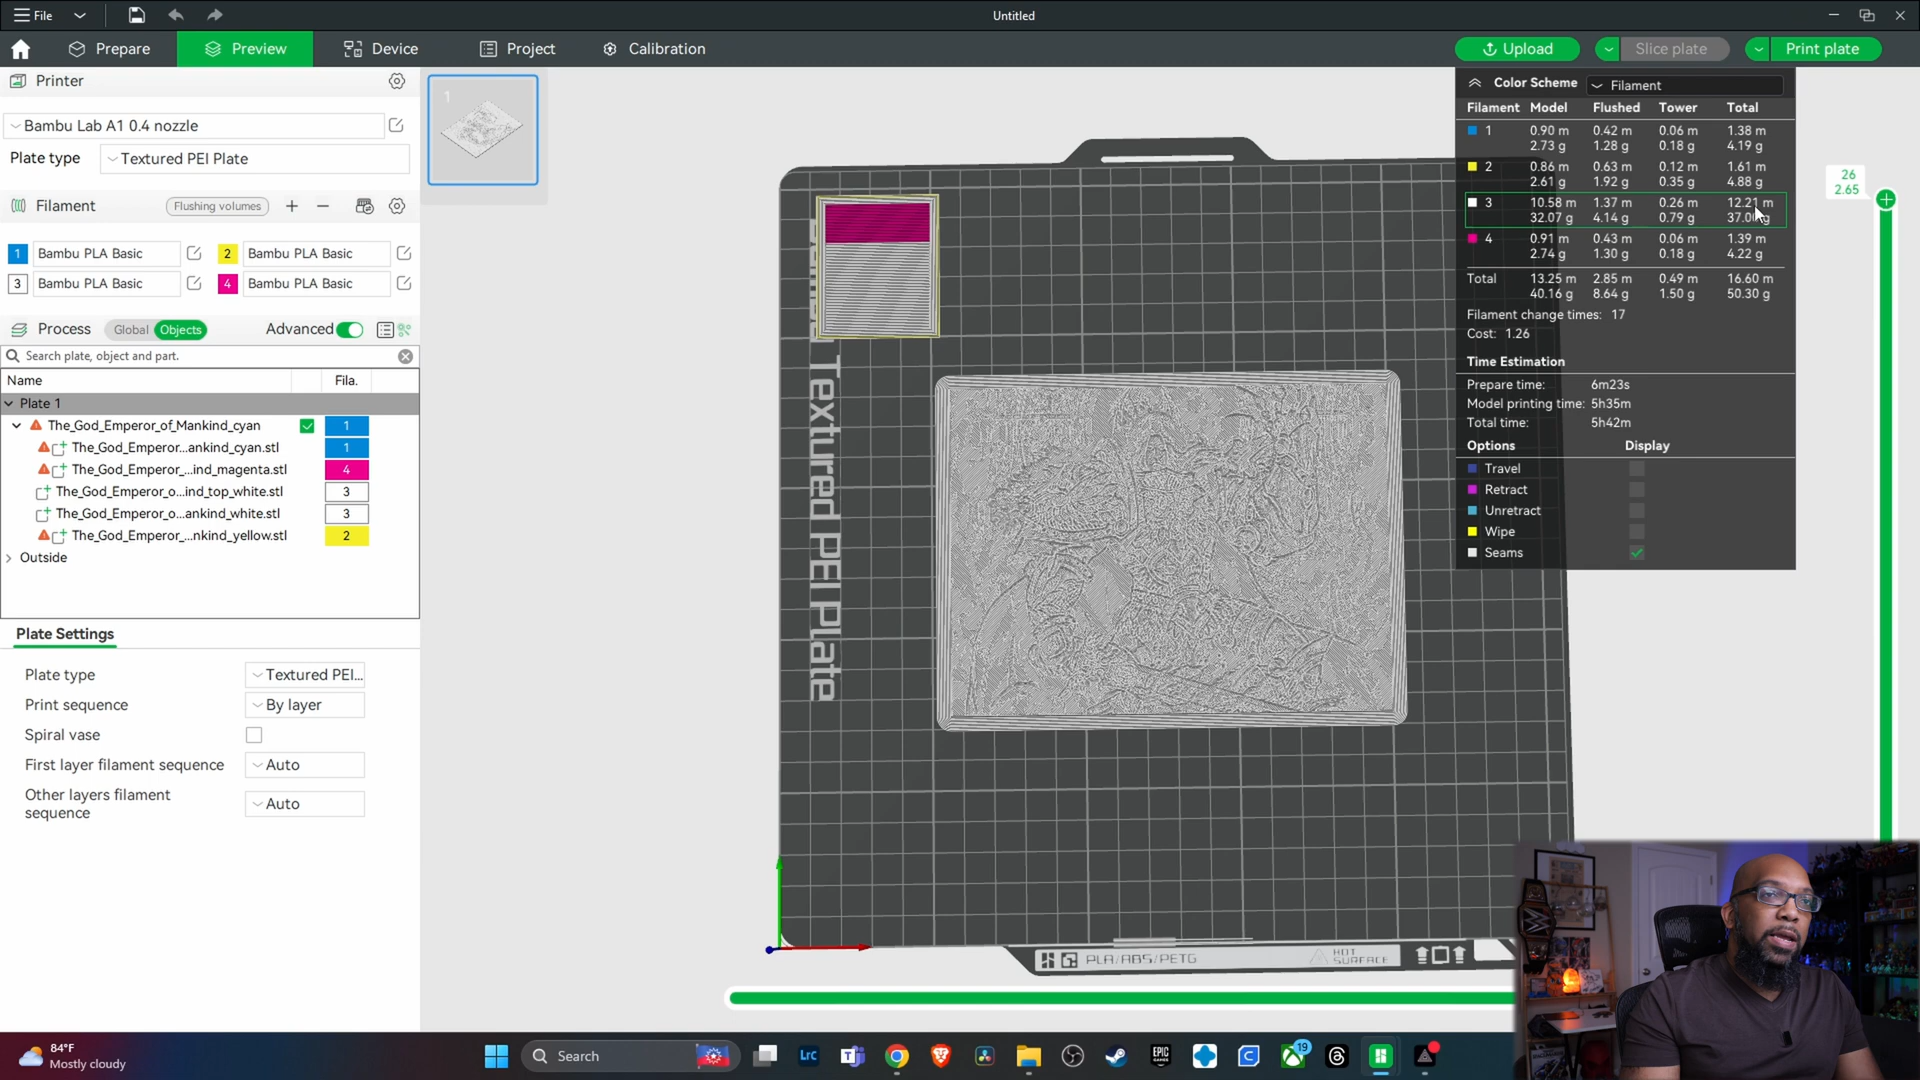 File
Untitled
Prepare
Preview
Device
Project
Calibration
Upload
Slice plate
Print plate
Printer
Bambu Lab A1 0.4 nozzle
Plate type
Textured PEI Plate
Filament
Flushing volumes
1 Bambu PLA Basic
2 Bambu PLA Basic
3 Bambu PLA Basic
4 Bambu PLA Basic
Process
Global
Objects
Advanced
Search plate, object and part.
Name
Fila.
Plate 1
The_God_Emperor_of_Mankind_cyan 1
The_God_Emperor...ankind_cyan.stl 1
The_God_Emperor_...ind_magenta.stl 4
The_God_Emperor_o...ind_top_white.stl 3
The_God_Emperor_o...ankind_white.stl 3
The_God_Emperor_...nkind_yellow.stl 2
Outside
Plate Settings
Plate type
Textured PEI...
Print sequence
By layer
Spiral vase
First layer filament sequence
Auto
Other layers filament
sequence
Auto
1
Textured PEI Plate
PLA/ABS/PETG
HOT
SURFACE
Color Scheme
Filament
Filament Model Flushed Tower Total
1 0.90 m 0.42 m 0.06 m 1.38 m
2.73 g 1.28 g 0.18 g 4.19 g
2 0.86 m 0.63 m 0.12 m 1.61 m
2.61 g 1.92 g 0.35 g 4.88 g
3 10.58 m 1.37 m 0.26 m 12.21 m
32.07 g 4.14 g 0.79 g
4 0.91 m 0.43 m 0.06 m 1.39 m
2.74 g 1.30 g 0.18 g 4.22 g
Total 13.25 m 2.85 m 0.49 m 16.60 m
40.16 g 8.64 g 1.50 g 50.30 g
Filament change times: 17
Cost: 1.26
Time Estimation
Prepare time: 6m23s
Model printing time: 5h35m
Total time: 5h42m
Options Display
Travel
Retract
Unretract
Wipe
Seams
26
2.65
84°F
Mostly cloudy
Search
Lrc
EPIC
GAMES
19